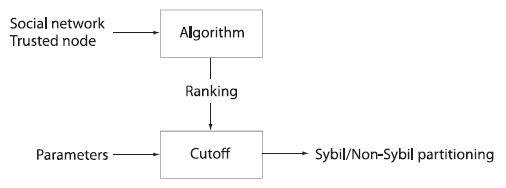 Social network
Trusted node
Algorithm
Ranking
Parameters
Cutoff
Sybil/Non-Sybil partitioning